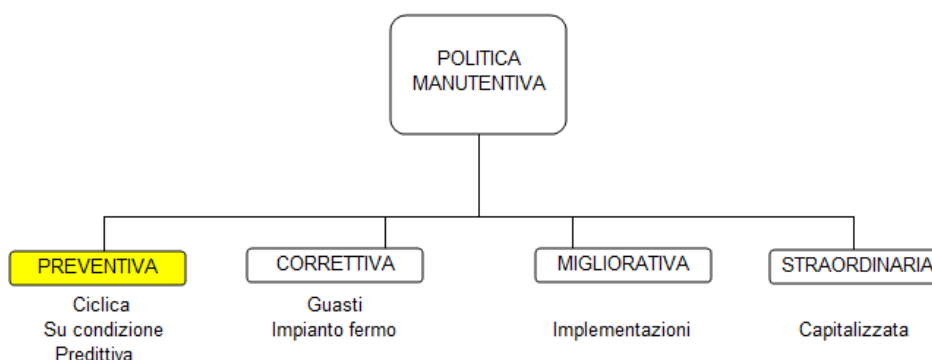 POLITICA
MANUTENTIVA
PREVENTIVA
CORRETTIVA
MIGLIORATIVA
STRAORDINARIA
Ciclica
Su condizione
Predittiva
Guasti
Impianto fermo
Implementazioni
Capitalizzata